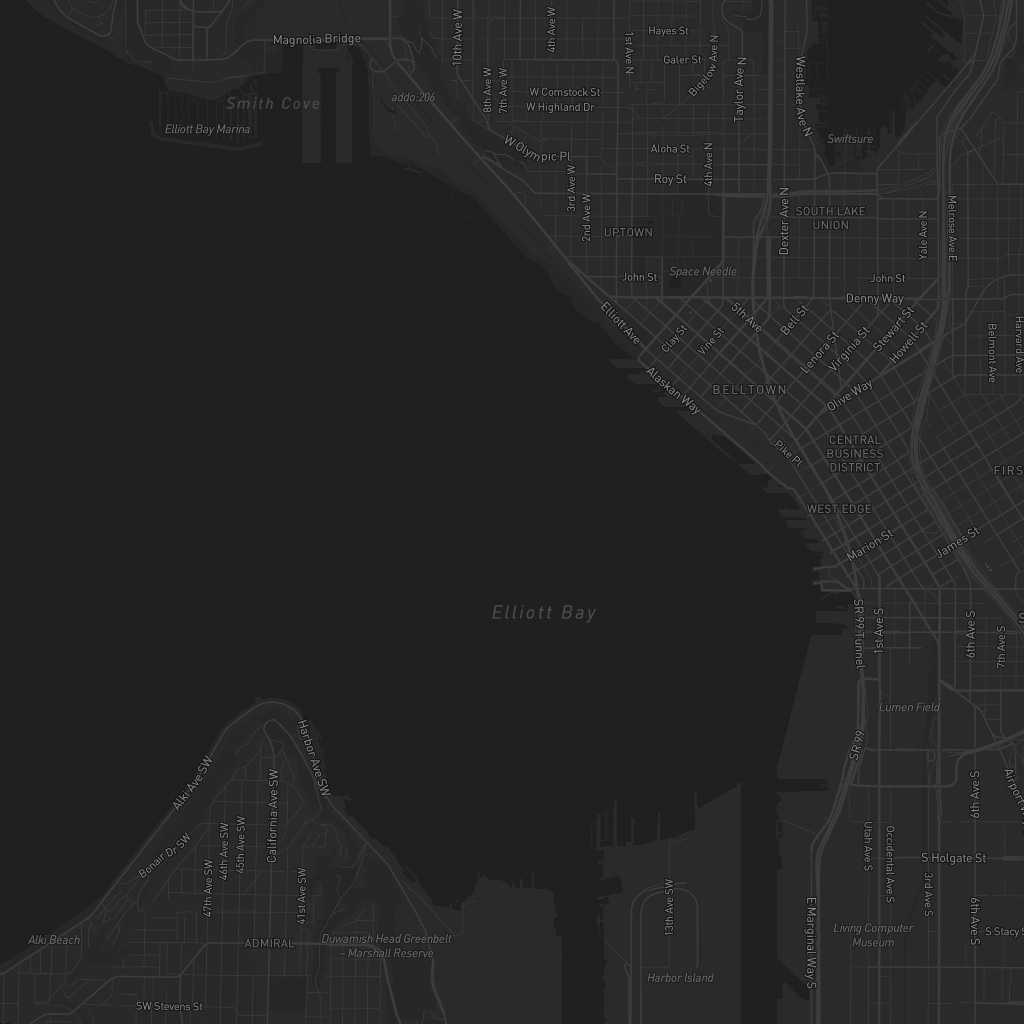 10th Ave W
4th Ave W
Hayes St
Magnolia Bridge
1st Ave N
Galer St
Bigelow Ave N
Taylor Ave N
Westlake Ave N
8th Ave W
7th Ave W
W Comstock St
W Highland Dr
addo:206
Smith Cove
Elliott Bay Marina
Swiftsure
W Olympic Pl
Aloha St
4th Ave N
3rd Ave W
Roy St
2nd Ave W
Dexter Ave N
SOUTH LAKE
UNION
Yale Ave N
Melrose Ave E
UPTOWN
John St
Space Needle
John St
Denny Way
Elliott Ave
Clay St
Vine St
5th Ave
Bell St
Lenora St
Virginia St
Stewart St
Howell St
Belmont Ave
Harvard Ave
Alaskan Way
BELLTOWN
Olive Way
Pike Pl
CENTRAL
BUSINESS
DISTRICT
FIRS
WEST EDGE
Marion St
James St
Elliott Bay
SR 99 Tunnel
1st Ave S
6th Ave S
7th Ave S
Lumen Field
SR 99
Harbor Ave SW
Alki Ave SW
California Ave SW
Bonair Dr SW
46th Ave SW
45th Ave SW
47th Ave SW
41st Ave SW
6th Ave S
Airport W
Utah Ave S
Occidental Ave S
S Holgate St
3rd Ave S
13th Ave SW
E Marginal Way S
6th Ave S
Living Computer
Museum
S Stacy S
Alki Beach
ADMIRAL
Duwamish Head Greenbelt
- Marshall Reserve
Harbor Island
SW Stevens St